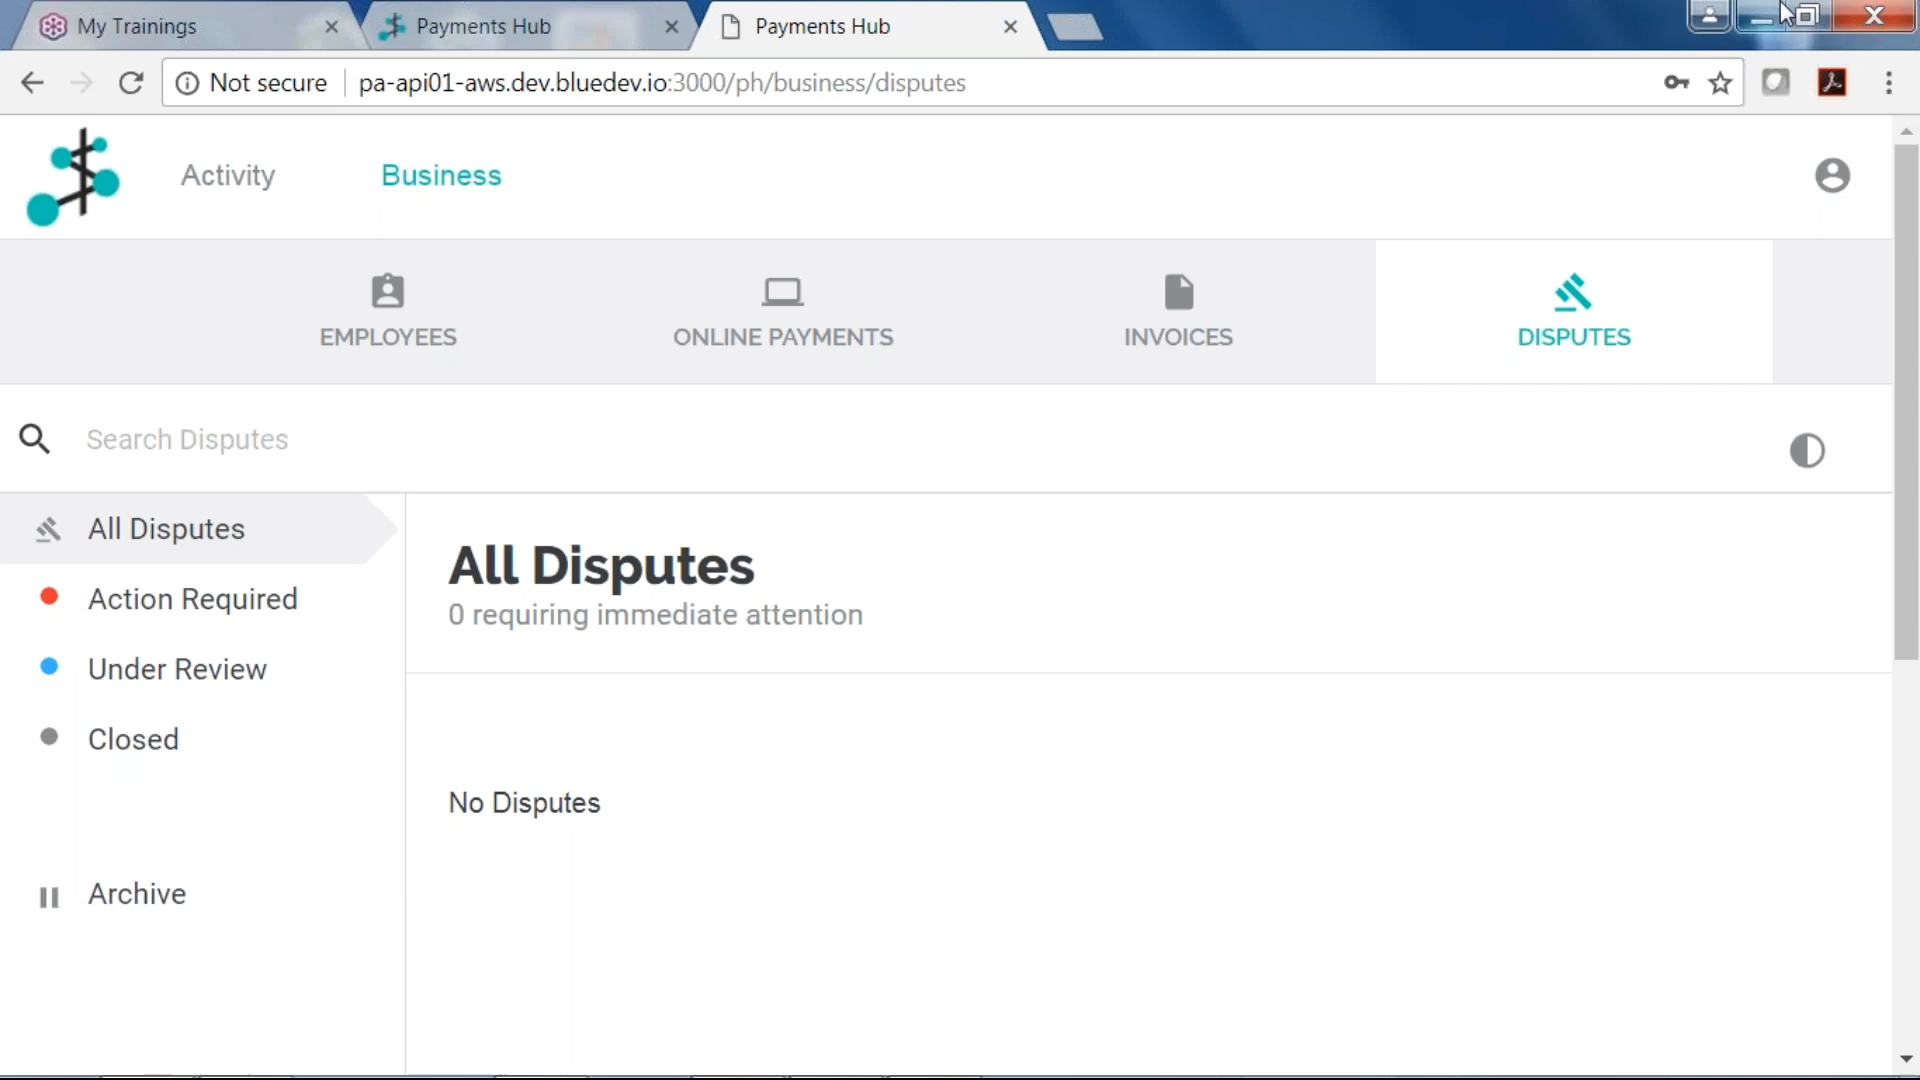 My Trainings
Payments Hub
Payments Hub
Not secure
pa-api01-aws.dev.bluedev.io:3000/ph/business/disputes
Activity
Business
EMPLOYEES
ONLINE PAYMENTS
INVOICES
DISPUTES
Search Disputes
All Disputes
Action Required
Under Review
Closed
Archive
All Disputes
0 requiring immediate attention
No Disputes